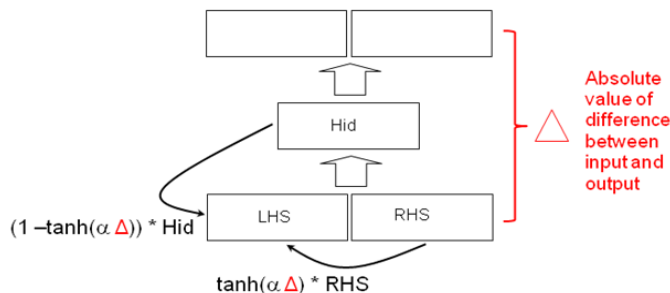 Hid
Δ
Absolute
value of
difference
between
input and
output
LHS
RHS
(1 –tanh(α Δ)) * Hid
tanh(α Δ) * RHS